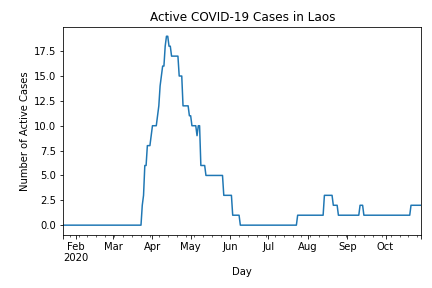 Active COVID-19 Cases in Laos
Number of Active Cases
17.5
15.0
12.5
10.0
7.5
5.0
2.5
0.0
Feb Mar Apr May Jun Jul Aug Sep Oct
2020
Day